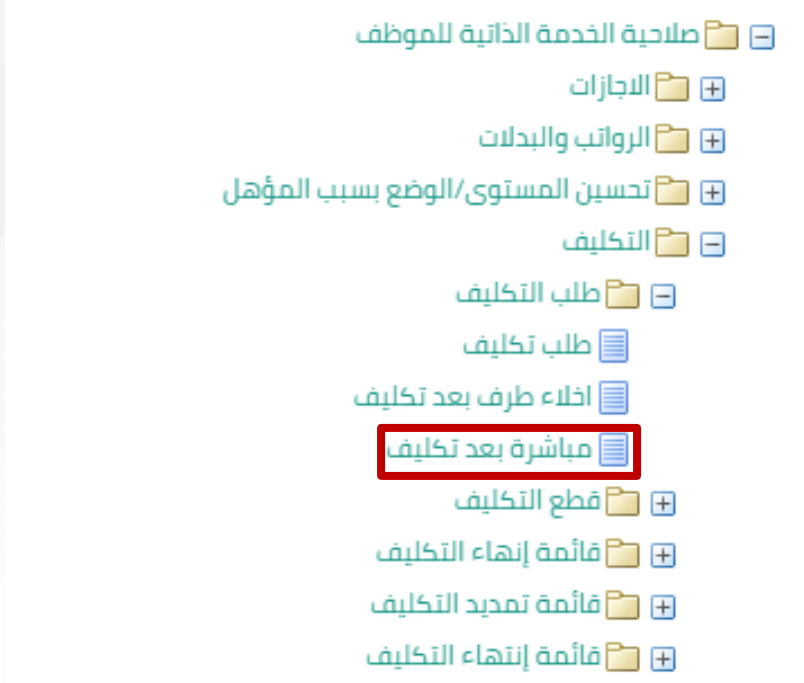 صلاحية الخدمة الذاتية للموظف
الاجازات
الرواتب والبدلات
تحسين المستوى/الوضع بسبب المؤهل
التكليف
طلب التكليف
طلب تكليف
اخلاء طرف بعد تكليف
مباشرة بعد تكليف
قطع التكليف
قائمة إنهاء التكليف
قائمة تمديد التكليف
قائمة إنتهاء التكليف